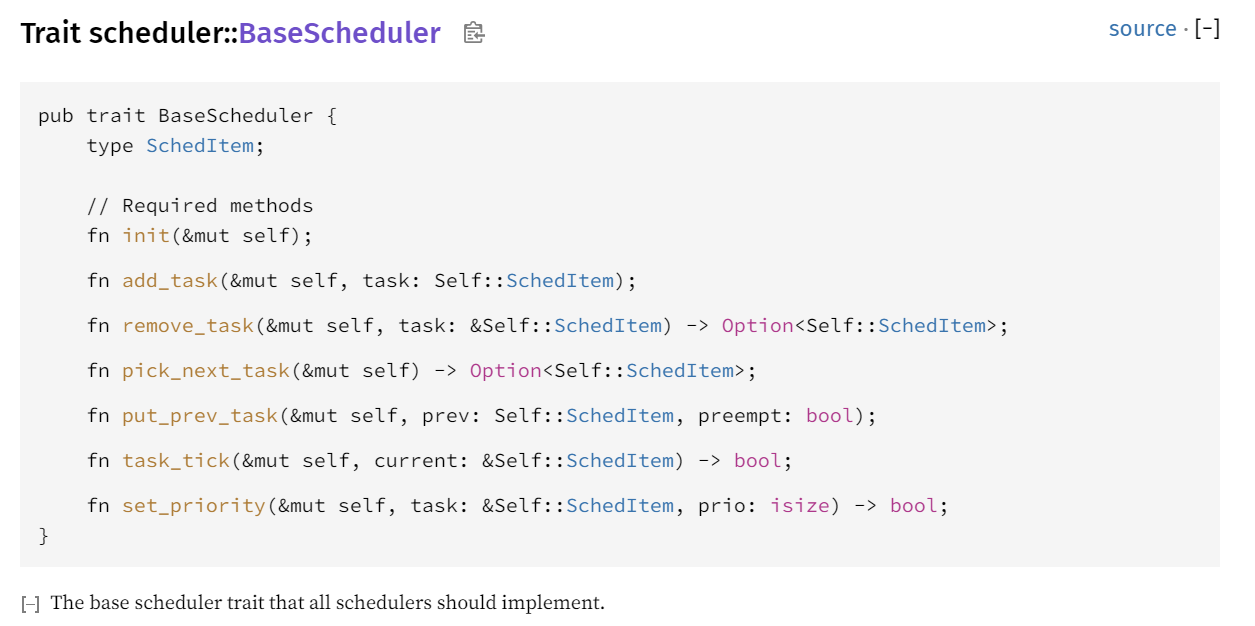 Trait scheduler::BaseScheduler
source · [-]
pub trait BaseScheduler {
    type SchedItem;
    // Required methods
    fn init(&mut self);
    fn add_task(&mut self, task: Self::SchedItem);
    fn remove_task(&mut self, task: &Self::SchedItem) -> Option<Self::SchedItem>;
    fn pick_next_task(&mut self) -> Option<Self::SchedItem>;
    fn put_prev_task(&mut self, prev: Self::SchedItem, preempt: bool);
    fn task_tick(&mut self, current: &Self::SchedItem) -> bool;
    fn set_priority(&mut self, task: &Self::SchedItem, prio: isize) -> bool;
}
[-] The base scheduler trait that all schedulers should implement.